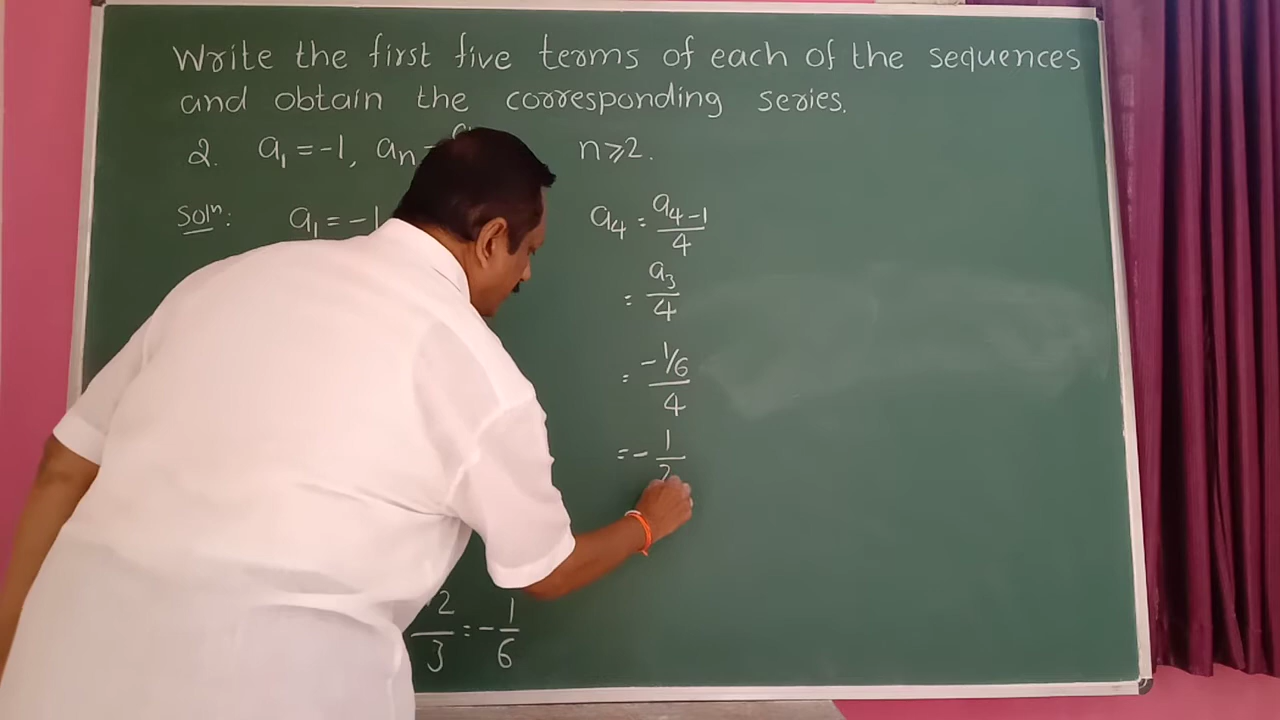 Write the first five terms of each of the sequences
and obtain the corresponding series.
2. a₁ = -1, aₙ = n ⩾ 2.
Solⁿ: a₁ = -1
2/3 = -1/6
a₄ = a₄₋₁/4
= a₃/4
= -1/6/4
= -1/2